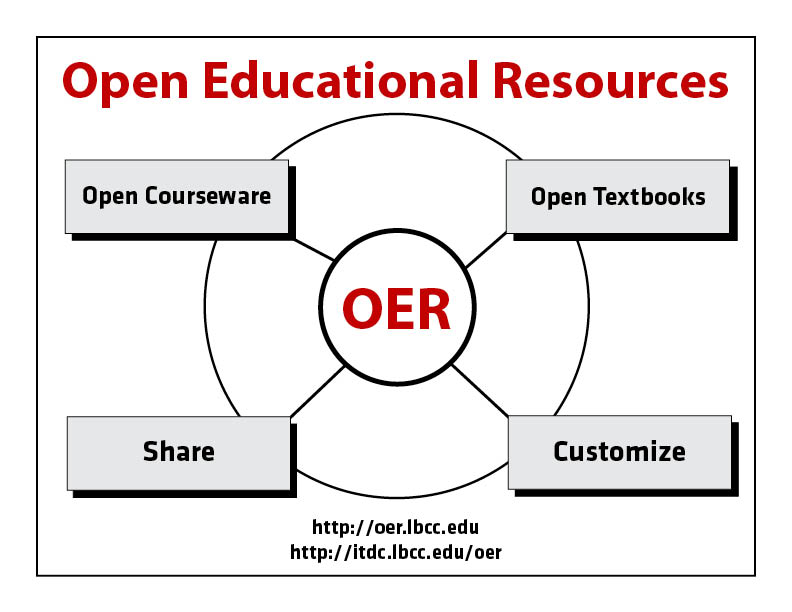 Open Educational Resources
Open Courseware
Open Textbooks
OER
Share
Customize
http://oer.lbcc.edu
http://itdc.lbcc.edu/oer